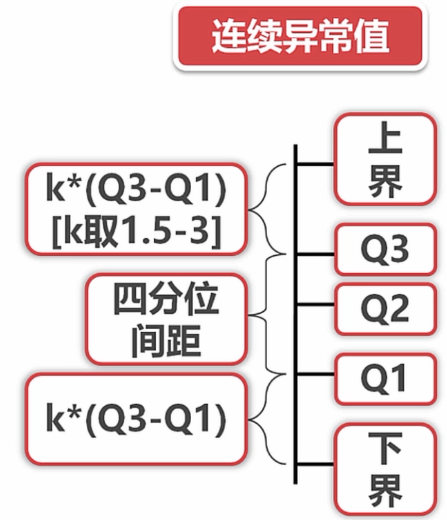 连续异常值
上
界
k*(Q3-Q1)
[k取1.5-3]
Q3
四分位
间距
Q2
Q1
k*(Q3-Q1)
下
界